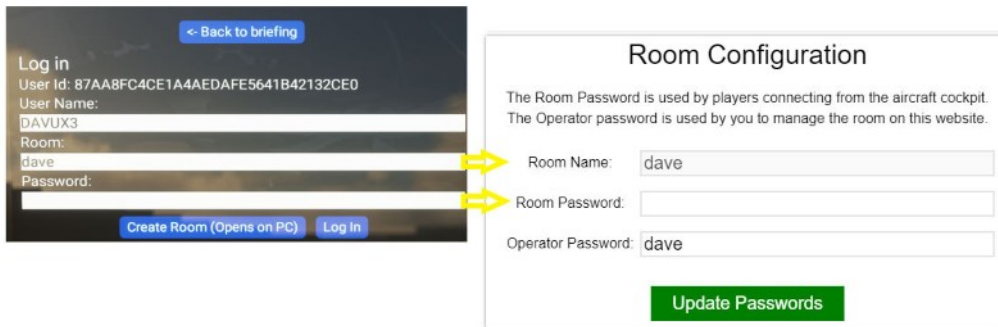 <- Back to briefing
Log in
User Id: 87AA8FC4CE1A4AEDAFE5641B42132CE0
User Name:
DAVUX3
Room:
dave
Password:
Create Room (Opens on PC) Log In
Room Configuration
The Room Password is used by players connecting from the aircraft cockpit.
The Operator password is used by you to manage the room on this website.
Room Name: dave
Room Password:
Operator Password: dave
Update Passwords